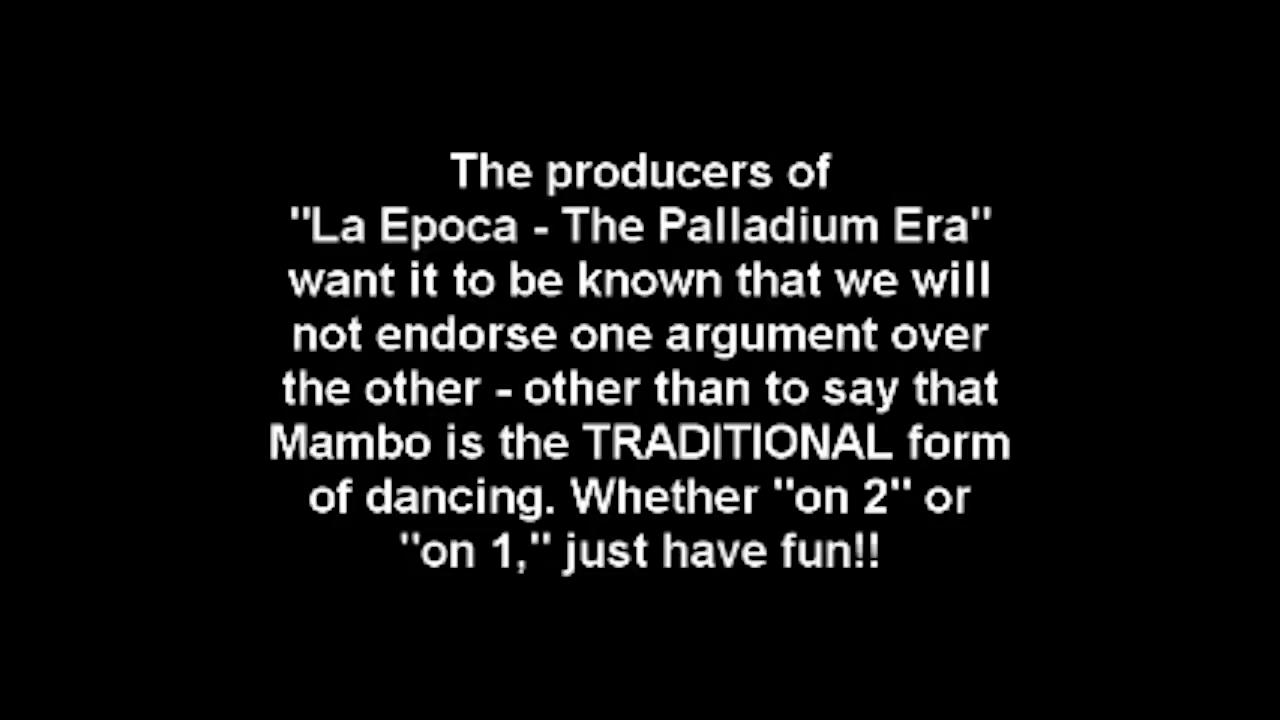 The producers of
"La Epoca - The Palladium Era"
want it to be known that we will
not endorse one argument over
the other - other than to say that
Mambo is the TRADITIONAL form
of dancing. Whether "on 2" or
"on 1," just have fun!!